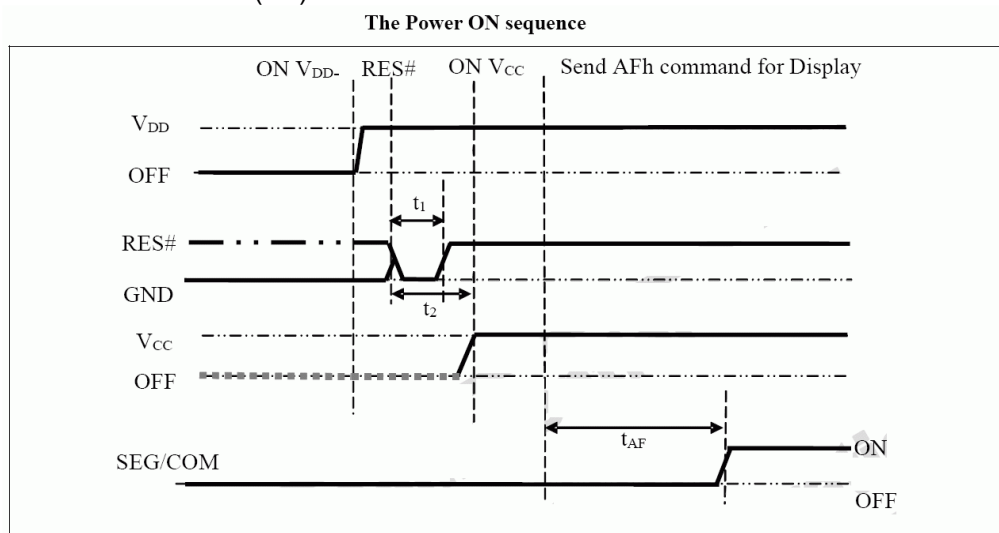 The Power ON sequence
ON VDD- RES# ON VCC Send AFh command for Display
VDD
OFF
t1
RES#
GND
t2
VCC
OFF
tAF
ON
SEG/COM
OFF